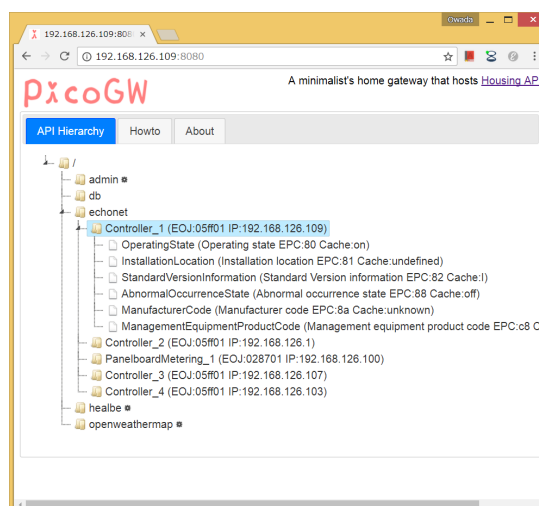 Owada
192.168.126.109:808
192.168.126.109:8080
PicoGW
A minimalist's home gateway that hosts Housing AP
API Hierarchy Howto About
/
admin
db
echonet
Controller_1 (EOJ:05ff01 IP:192.168.126.109)
OperatingState (Operating state EPC:80 Cache:on)
InstallationLocation (Installation location EPC:81 Cache:undefined)
StandardVersionInformation (Standard Version information EPC:82 Cache:I)
AbnormalOccurrenceState (Abnormal occurrence state EPC:88 Cache:off)
ManufacturerCode (Manufacturer code EPC:8a Cache:unknown)
ManagementEquipmentProductCode (Management equipment product code EPC:c8 C
Controller_2 (EOJ:05ff01 IP:192.168.126.1)
PanelboardMetering_1 (EOJ:028701 IP:192.168.126.100)
Controller_3 (EOJ:05ff01 IP:192.168.126.107)
Controller_4 (EOJ:05ff01 IP:192.168.126.103)
healbe
openweathermap